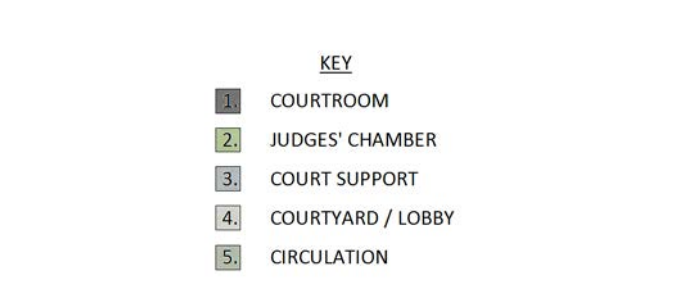 KEY
1. COURTROOM
2. JUDGES' CHAMBER
3. COURT SUPPORT
4. COURTYARD / LOBBY
5. CIRCULATION